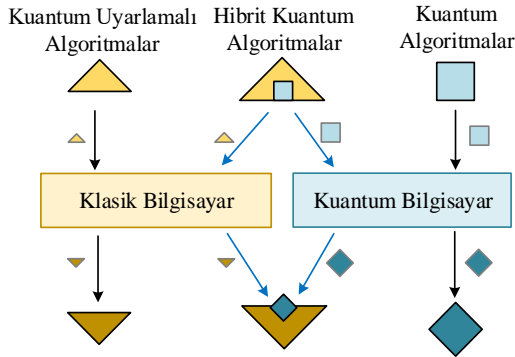 Kuantum Uyarlamalı
Algoritmalar
Hibrit Kuantum
Algoritmalar
Kuantum
Algoritmalar
Klasik Bilgisayar
Kuantum Bilgisayar